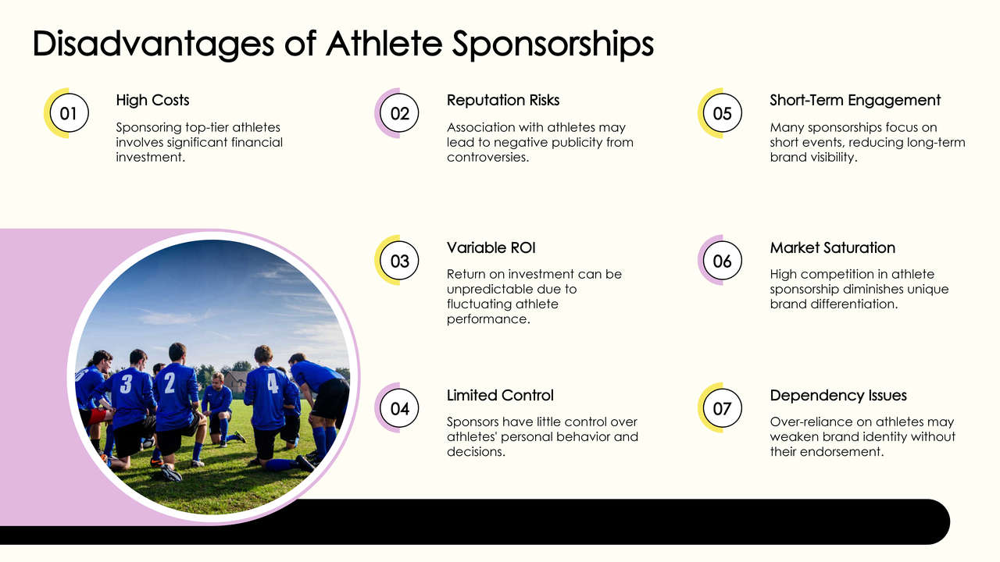 Disadvantages of Athlete Sponsorships
01
High Costs
Sponsoring top-tier athletes
involves significant financial
investment.
02
Reputation Risks
Association with athletes may
lead to negative publicity from
controversies.
03
Variable ROI
Return on investment can be
unpredictable due to
fluctuating athlete
performance.
04
Limited Control
Sponsors have little control over
athletes' personal behavior and
decisions.
05
Short-Term Engagement
Many sponsorships focus on
short events, reducing long-term
brand visibility.
06
Market Saturation
High competition in athlete
sponsorship diminishes unique
brand differentiation.
07
Dependency Issues
Over-reliance on athletes may
weaken brand identity without
their endorsement.
3
2
4